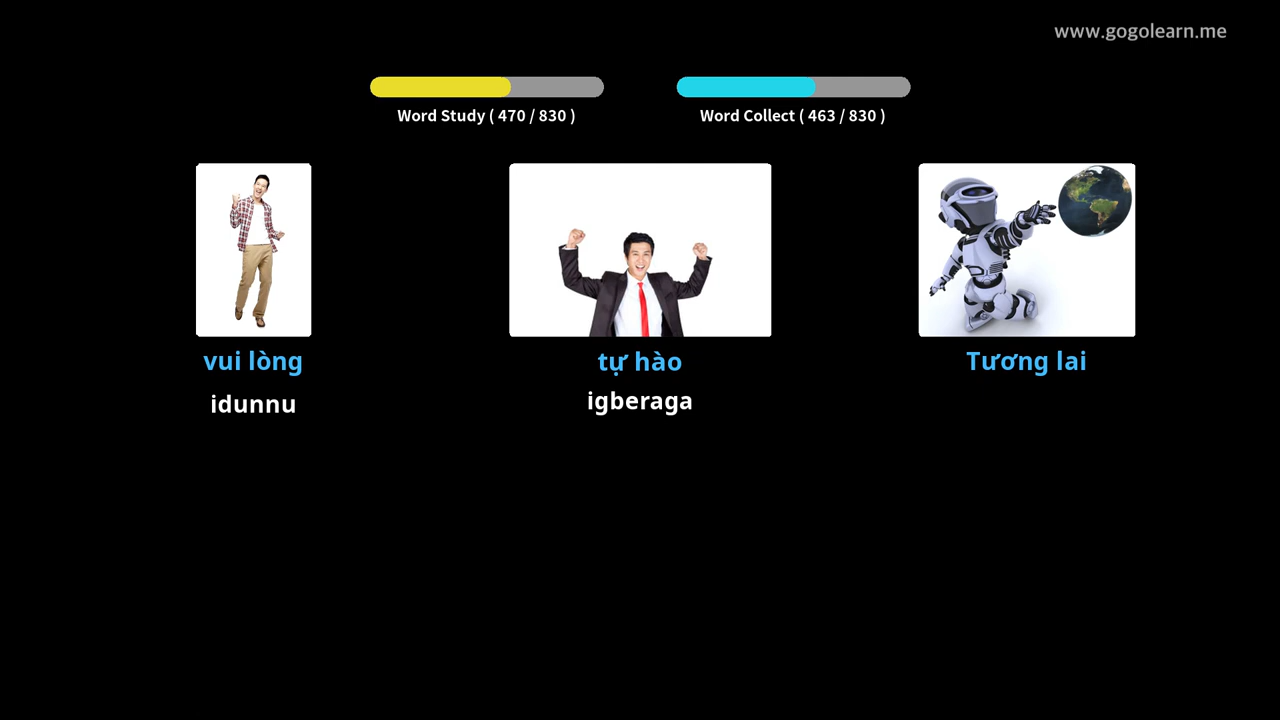 www.gogolearn.me
Word Study ( 470 / 830 )
Word Collect ( 463 / 830 )
vui lòng
tự hào
Tương lai
idunnu
igberaga